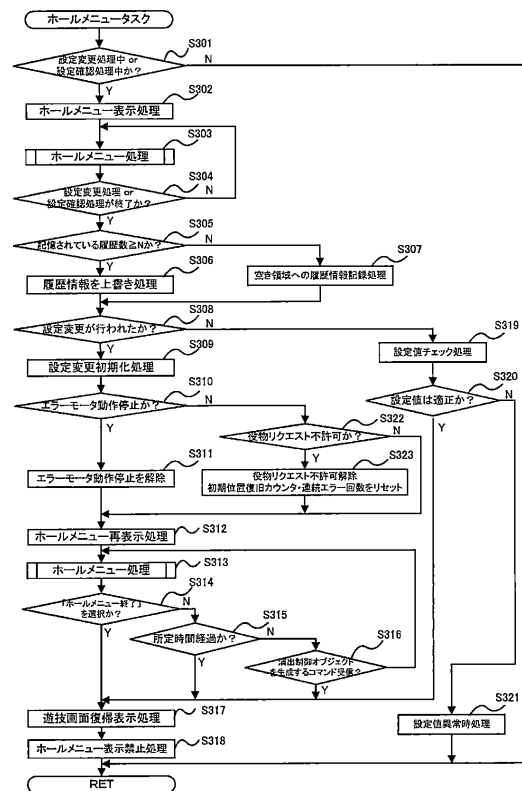 ホールメニュータスク
S301
設定変更処理中 or
設定確認処理中か?
N
Y
S302
ホールメニュー表示処理
S303
ホールメニュー処理
S304
設定変更処理 or
設定確認処理が終了か?
N
Y
S305
記憶されている履歴数≧Nか?
N
Y
S306
履歴情報を上書き処理
S307
空き領域への履歴情報記録処理
S308
設定変更が行われたか?
N
Y
S309
設定変更初期化処理
S319
設定値チェック処理
S310
エラーモータ動作停止か?
N
Y
S320
設定値は適正か?
N
Y
S322
役物リクエスト不許可か?
N
Y
S311
エラーモータ動作停止を解除
S323
役物リクエスト不許可解除
初期位置復旧カウンタ・連続エラー回数をリセット
S312
ホールメニュー再表示処理
S313
ホールメニュー処理
S314
「ホールメニュー終了」
を選択か?
N
Y
S315
所定時間経過か?
N
Y
S316
演出制御オブジェクト
を生成するコマンド受信?
Y
S317
遊技画面復帰表示処理
S318
ホールメニュー表示禁止処理
S321
設定値異常時処理
RET